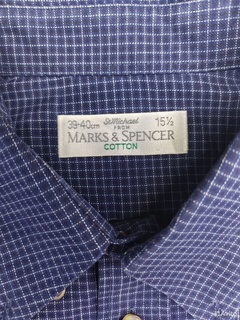 39-40cm St Michael 15½
FROM
MARKS & SPENCER
COTTON